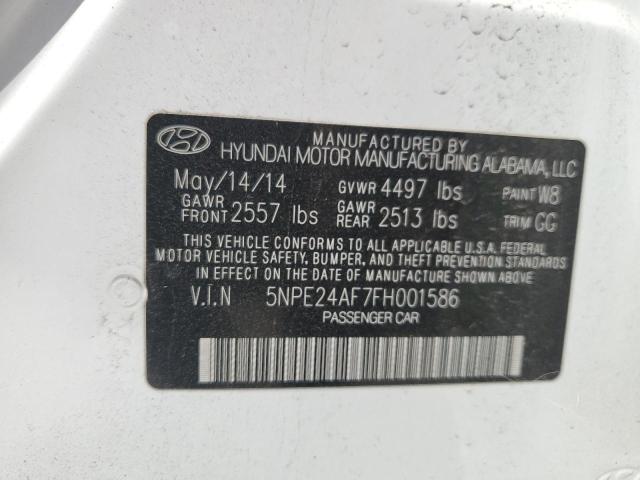 MANUFACTURED BY
HYUNDAI MOTOR MANUFACTURING ALABAMA, LLC
May/14/14 GVWR 4497 lbs PAINT W8
GAWR FRONT 2557 lbs GAWR REAR 2513 lbs TRIM GG
THIS VEHICLE CONFORMS TO ALL APPLICABLE U.S.A. FEDERAL
MOTOR VEHICLE SAFETY, BUMPER, AND THEFT PREVENTION STANDARDS
IN EFFECT ON THE DATE OF MANUFACTURE SHOWN ABOVE.
V.I.N 5NPE24AF7FH001586
PASSENGER CAR